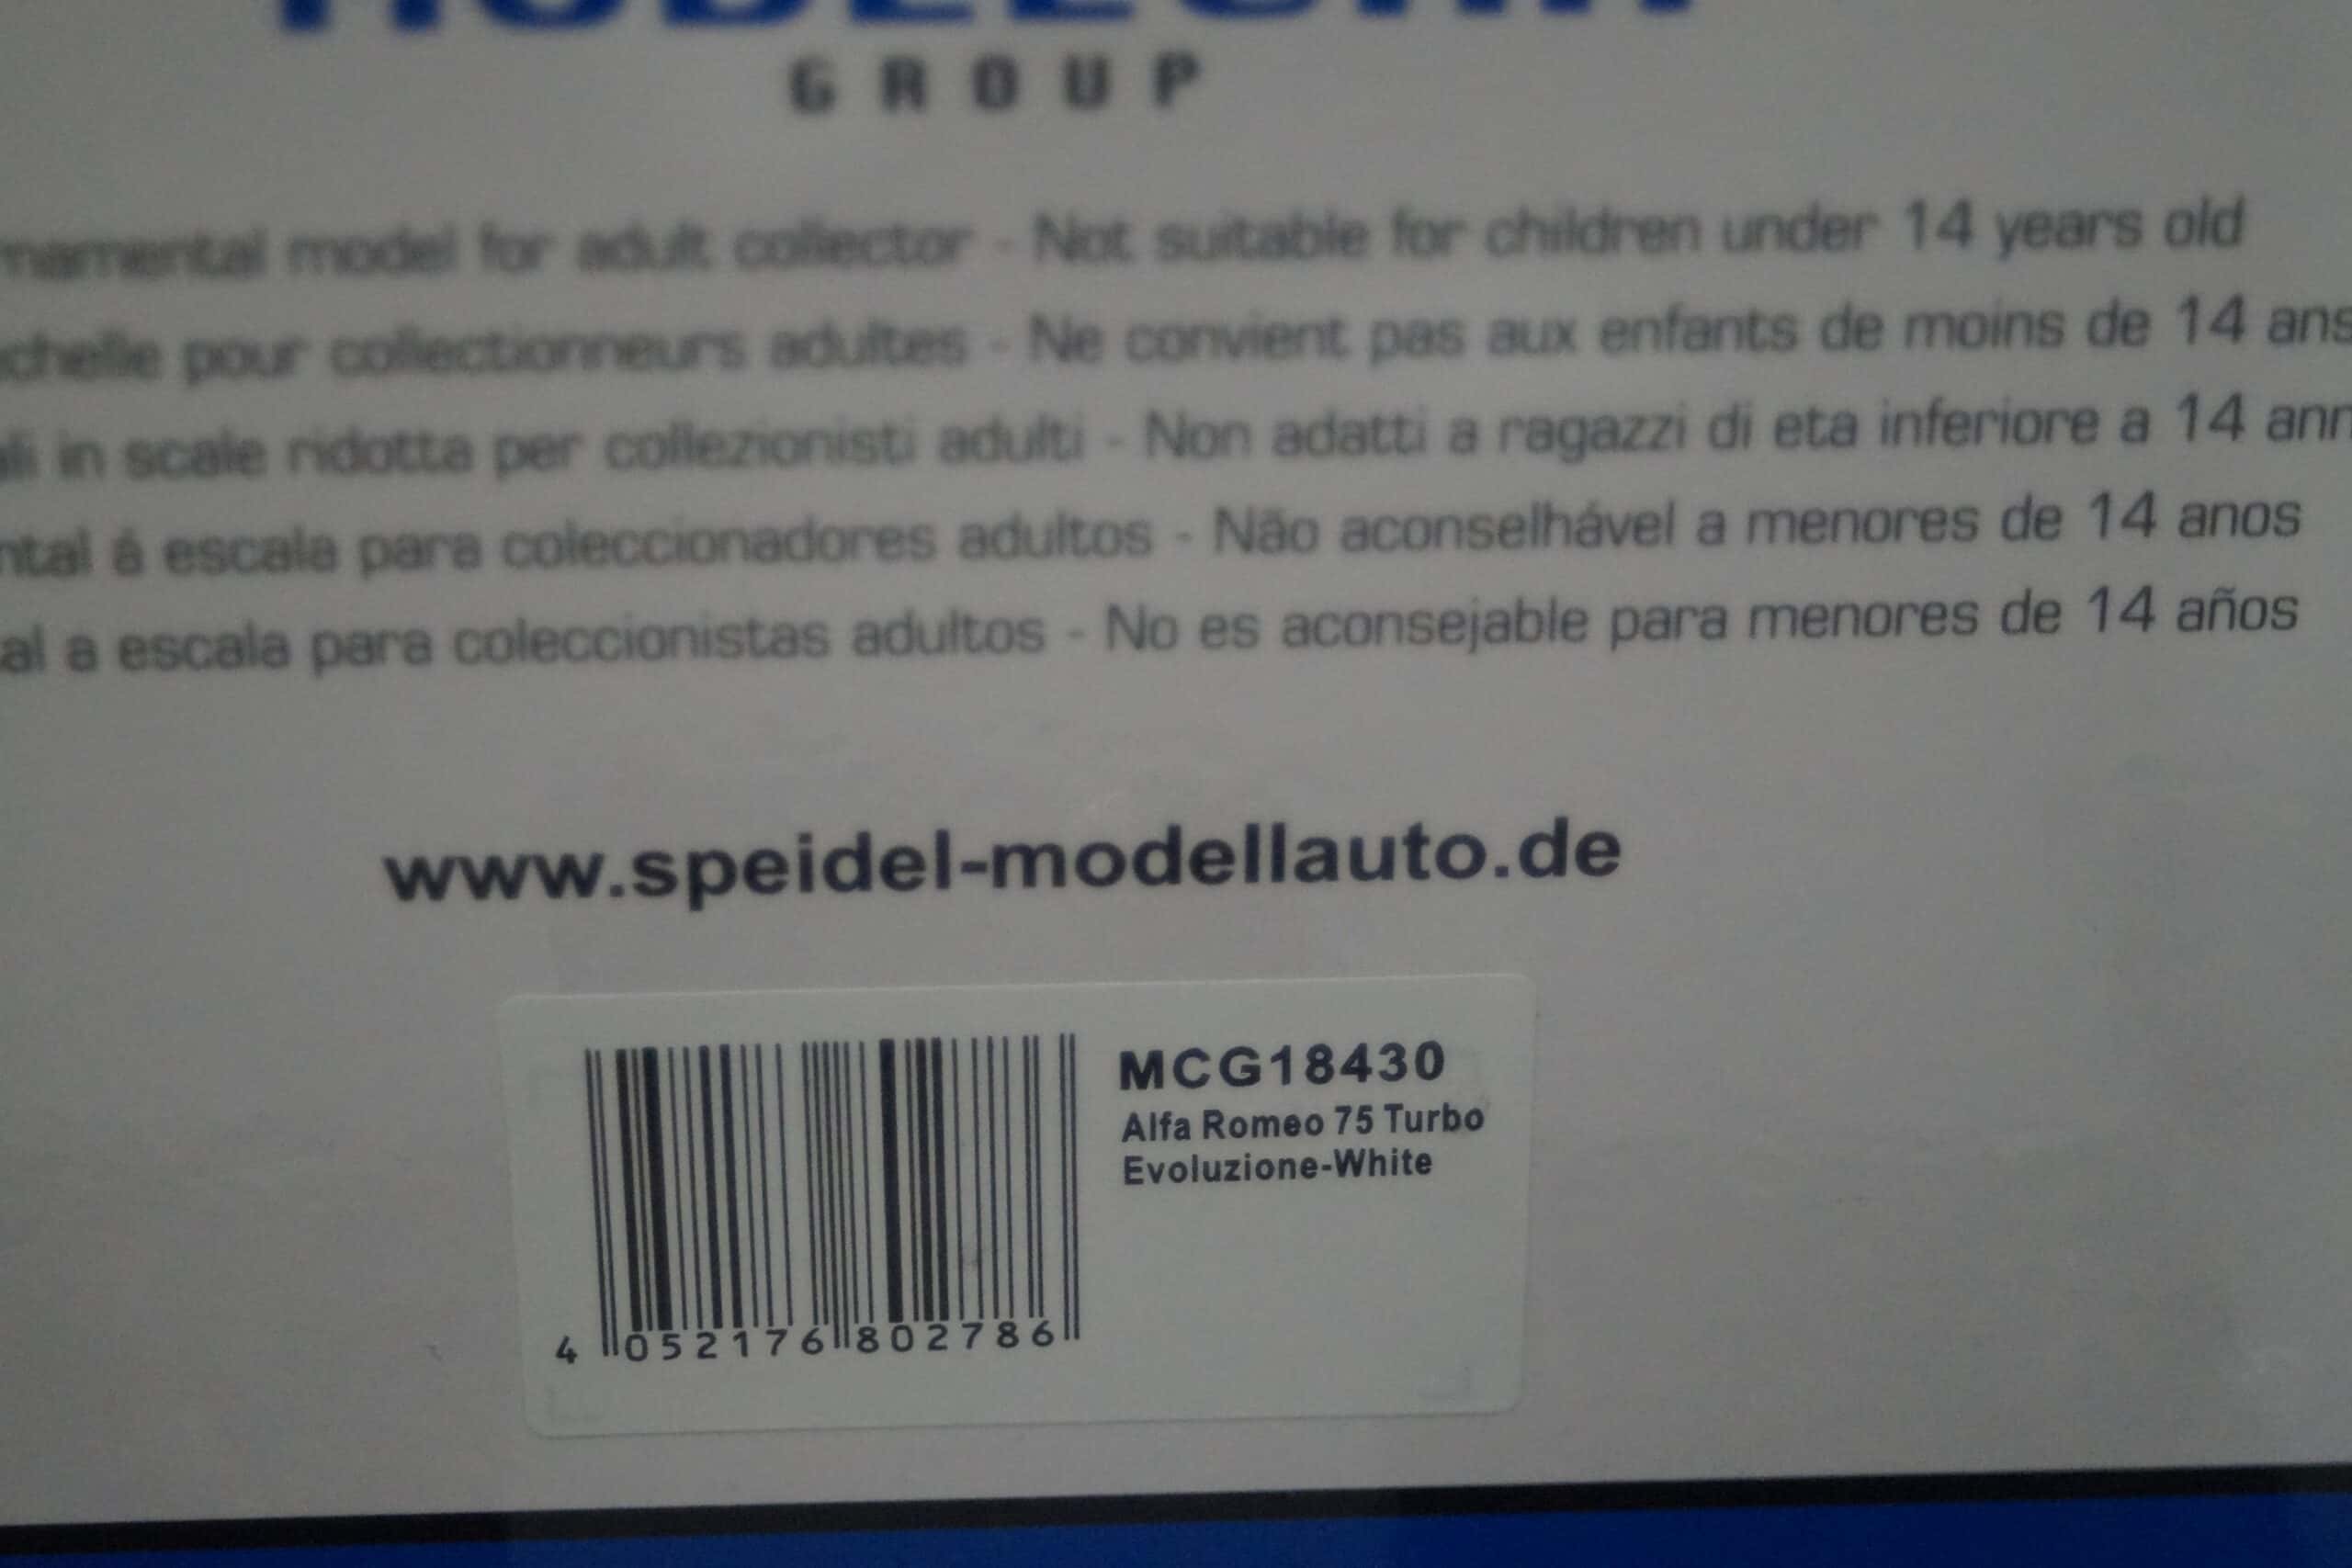 GROUP
model for adult collector - Not suitable for children under 14 years old
pour collectionneurs adultes - Ne convient pas aux enfants de moins de 14 ans
in scale ridotta per collezionisti adulti - Non adatti a ragazzi di eta inferiore a 14
á escala para coleccionadores adultos - Não aconselhável a menores de 14 anos
a escala para coleccionistas adultos - No es aconsejable para menores de 14 años
www.speidel-modellauto.de
MCG18430
Alfa Romeo 75 Turbo
Evoluzione-White
4 052176 802786